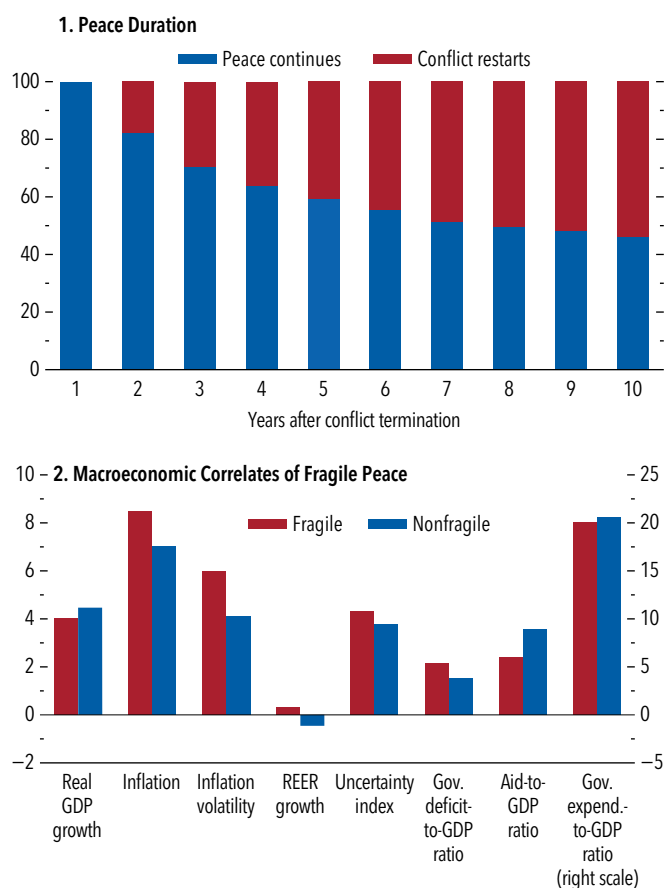 1. Peace Duration
Peace continues
Conflict restarts
100
80
60
40
20
0
1 2 3 4 5 6 7 8 9 10
Years after conflict termination
2. Macroeconomic Correlates of Fragile Peace
Fragile
Nonfragile
10
8
6
4
2
0
−2
25
20
15
10
5
0
−5
Real
GDP
growth
Inflation
Inflation
volatility
REER
growth
Uncertainty
index
Gov.
deficit-
to-GDP
ratio
Aid-to-
GDP
ratio
Gov.
expend.-
to-GDP
ratio
(right scale)